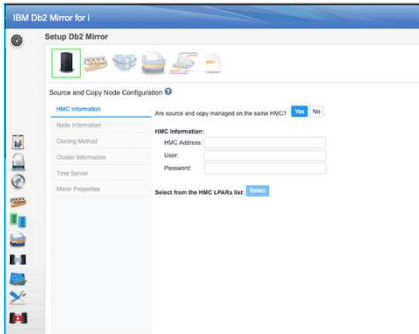 IBM Db2 Mirror for i
Setup Db2 Mirror
Source and Copy Node Configuration
HMC Information
Node Information
Cloning Method
Cluster Information
Time Server
Mirror Properties
Are source and copy managed on the same HMC? Yes No
HMC Information:
HMC Address:
User:
Password:
Select from the HMC LPARs list: Select